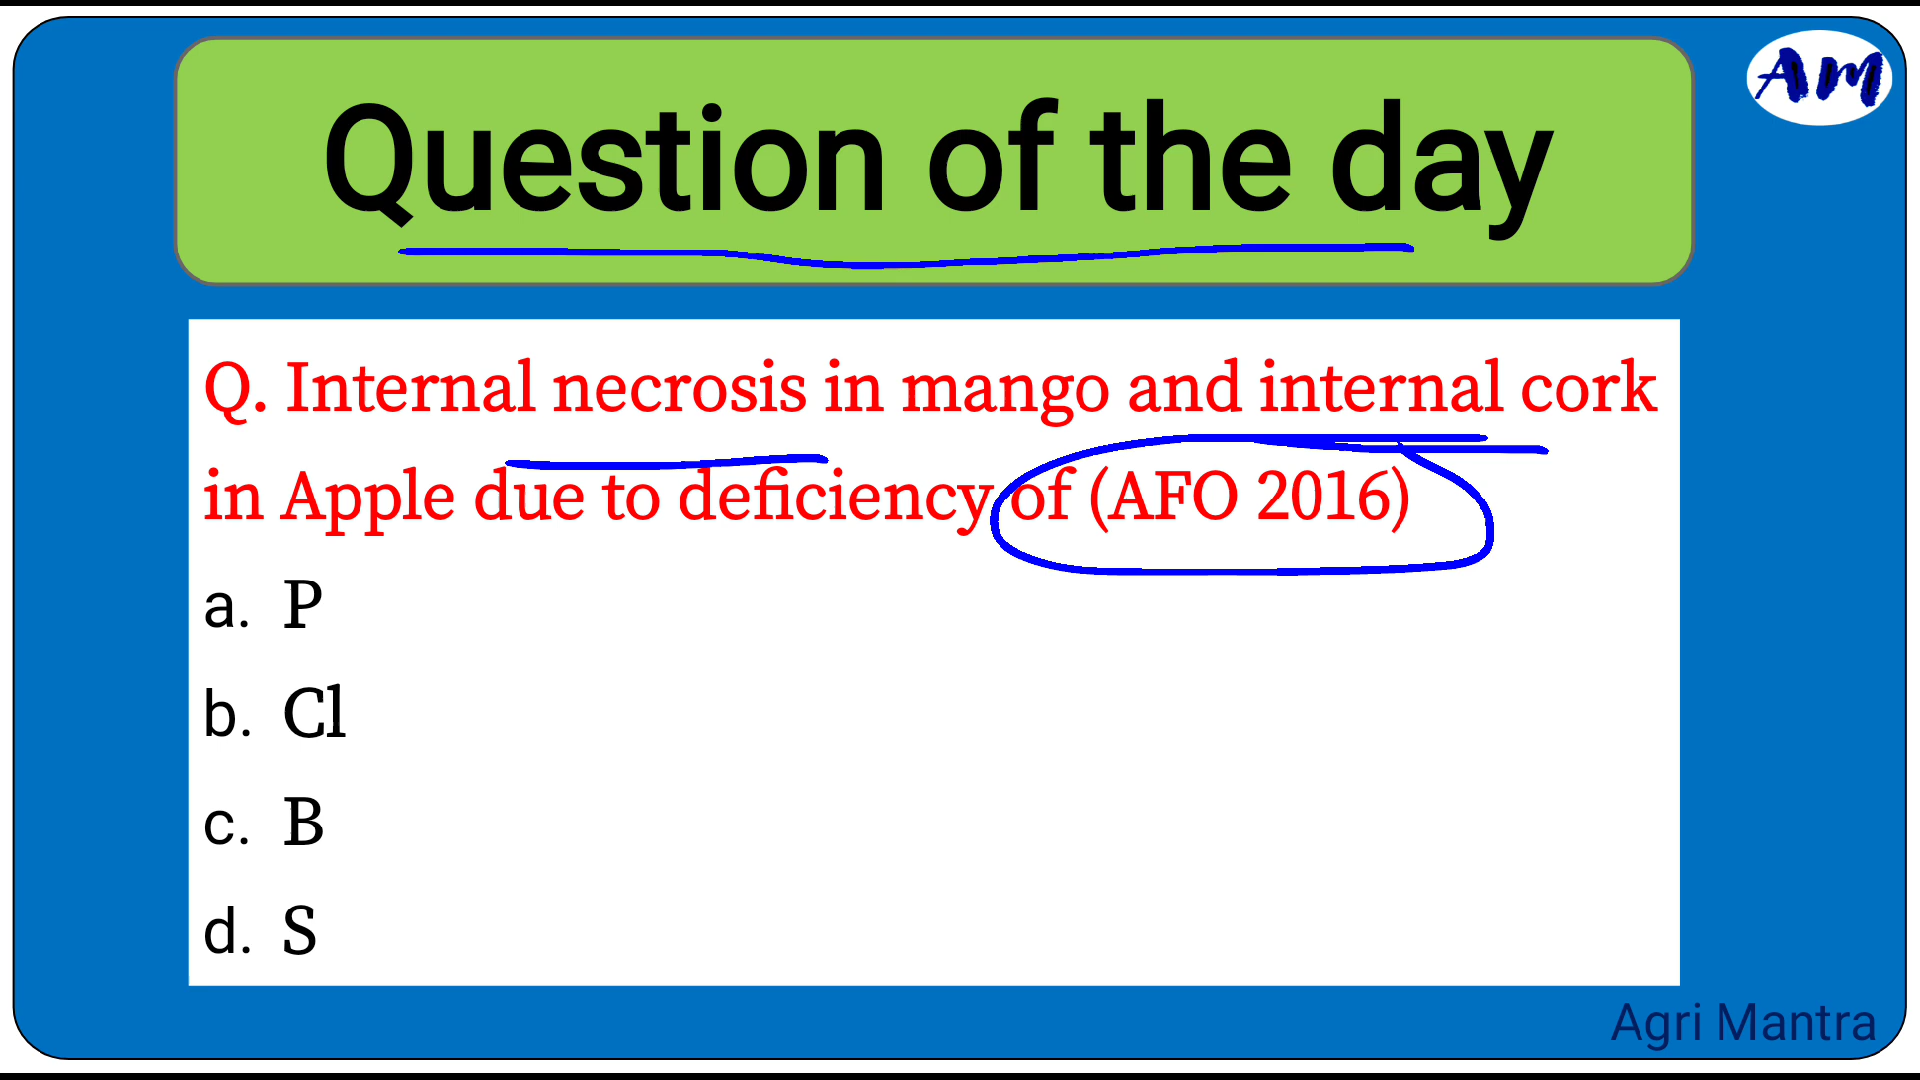 AM
Question of the day
Q. Internal necrosis in mango and internal cork
in Apple due to deficiency of (AFO 2016)
a. P
b. Cl
c. B
d. S
Agri Mantra